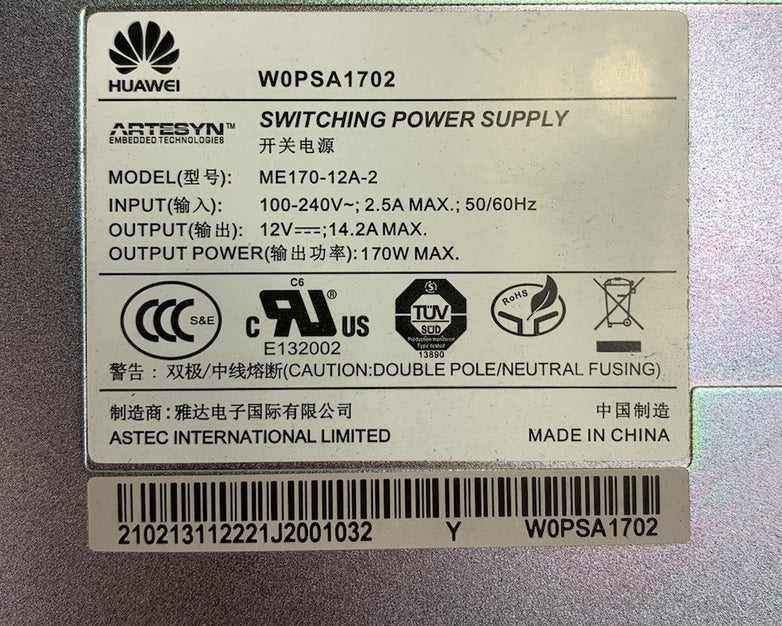 HUAWEI
W0PSA1702
ARTESYN™
EMBEDDED TECHNOLOGIES
SWITCHING POWER SUPPLY
开关电源
MODEL(型号): ME170-12A-2
INPUT(输入): 100-240V~; 2.5A MAX.; 50/60Hz
OUTPUT(输出): 12V⎓;14.2A MAX.
OUTPUT POWER(输出功率):170W MAX.
CCC S&E
C6
C RU ® US
E132002
S
TÜV
SÜD
Production monitored
Type tested
13890
RoHS
警告：双极/中线熔断(CAUTION:DOUBLE POLE/NEUTRAL FUSING)
制造商:雅达电子国际有限公司 中国制造
ASTEC INTERNATIONAL LIMITED MADE IN CHINA
210213112221J2001032 Y W0PSA1702